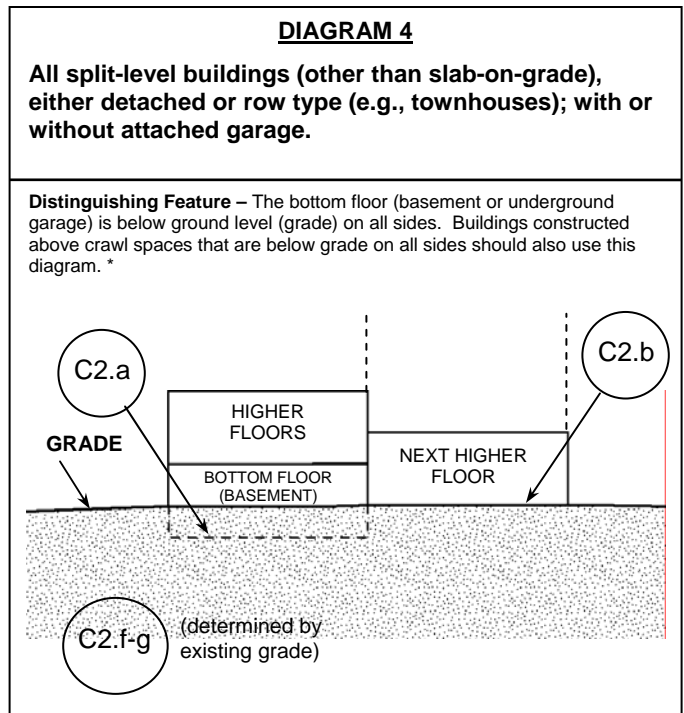 DIAGRAM 4
All split-level buildings (other than slab-on-grade),
either detached or row type (e.g., townhouses); with or
without attached garage.
Distinguishing Feature – The bottom floor (basement or underground
garage) is below ground level (grade) on all sides.  Buildings constructed
above crawl spaces that are below grade on all sides should also use this
diagram. *
C2.a
C2.b
HIGHER
FLOORS
GRADE
NEXT HIGHER
FLOOR
BOTTOM FLOOR
(BASEMENT)
C2.f-g
(determined by
existing grade)